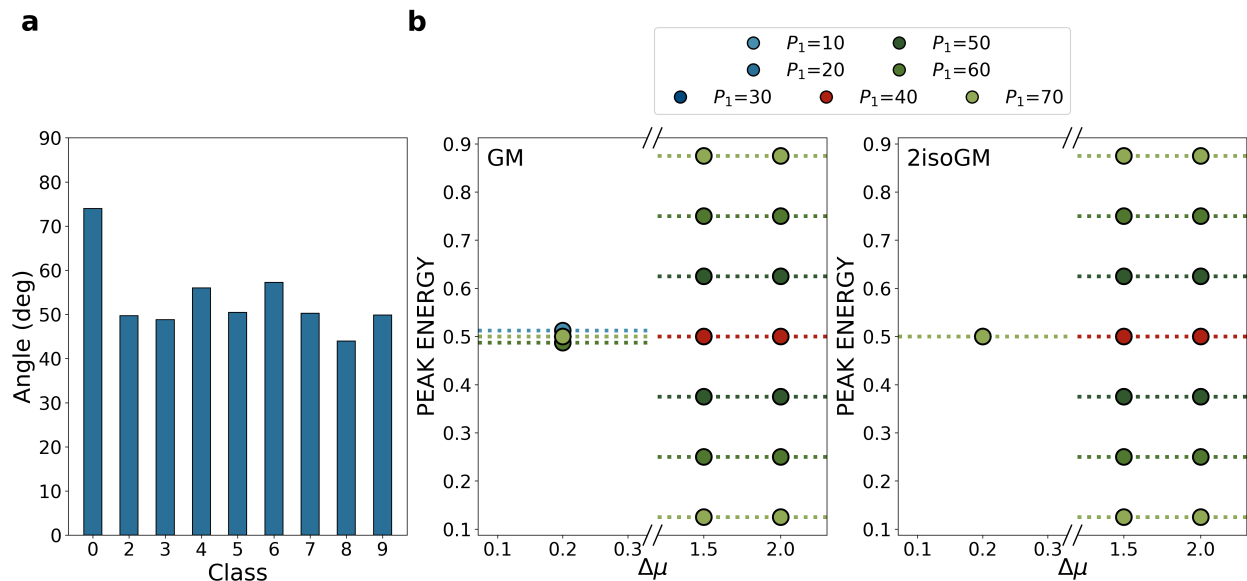 a
b
P₁=10
P₁=50
P₁=20
P₁=60
P₁=30
P₁=40
P₁=70
90
80
70
60
50
40
30
20
10
0
Angle (deg)
0 2 3 4 5 6 7 8 9
Class
GM
0.9
0.8
0.7
0.6
0.5
0.4
0.3
0.2
0.1
PEAK ENERGY
0.1 0.2 0.3 1.5 2.0
Δμ
2isoGM
0.9
0.8
0.7
0.6
0.5
0.4
0.3
0.2
0.1
PEAK ENERGY
0.1 0.2 0.3 1.5 2.0
Δμ